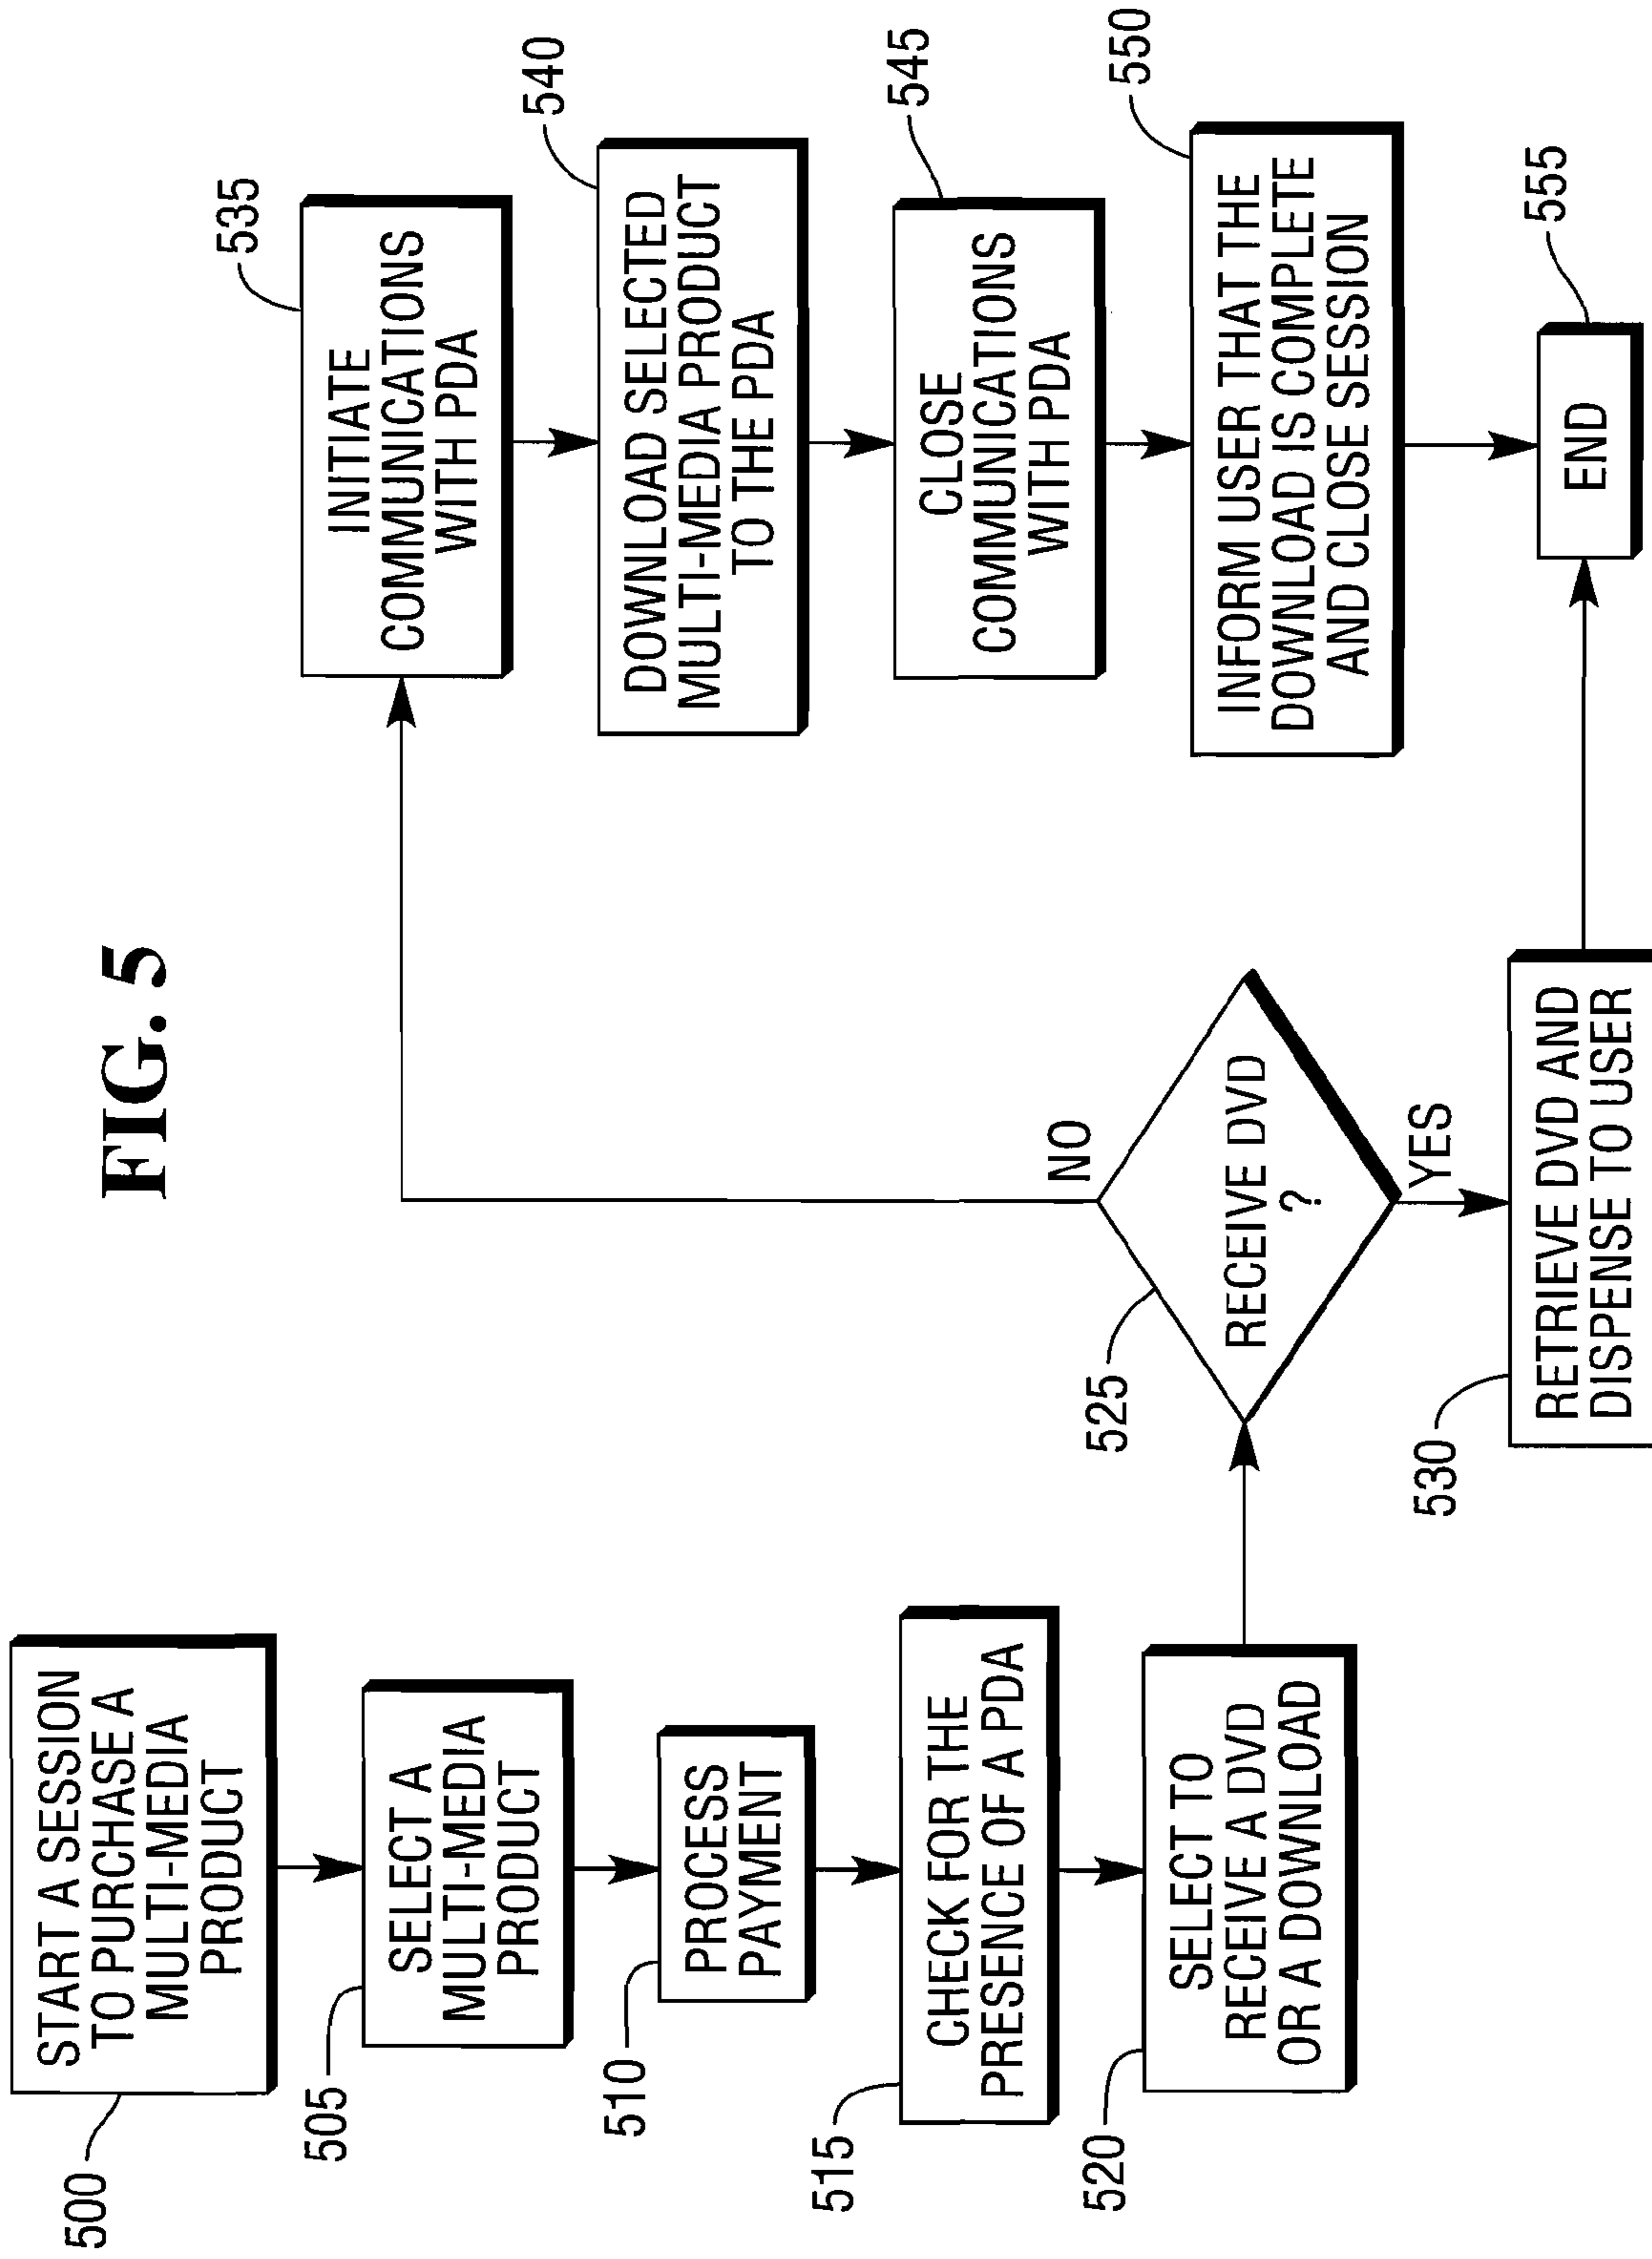 FIG. 5
500
START A SESSION
TO PURCHASE A
MULTI-MEDIA
PRODUCT
505
SELECT A
MULTI-MEDIA
PRODUCT
510
PROCESS
PAYMENT
515
CHECK FOR THE
PRESENCE OF A PDA
520
SELECT TO
RECEIVE A DVD
OR A DOWNLOAD
525
RECEIVE DVD
?
NO
YES
530
RETRIEVE DVD AND
DISPENSE TO USER
535
INITIATE
COMMUNICATIONS
WITH PDA
540
DOWNLOAD SELECTED
MULTI-MEDIA PRODUCT
TO THE PDA
545
CLOSE
COMMUNICATIONS
WITH PDA
550
INFORM USER THAT THE
DOWNLOAD IS COMPLETE
AND CLOSE SESSION
555
END